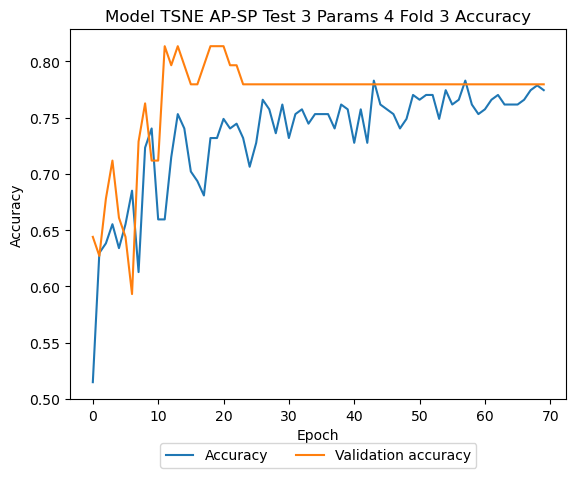 Model TSNE AP-SP Test 3 Params 4 Fold 3 Accuracy
Accuracy
0.80
0.75
0.70
0.65
0.60
0.55
0.50
0 10 20 30 40 50 60 70
Epoch
Accuracy Validation accuracy